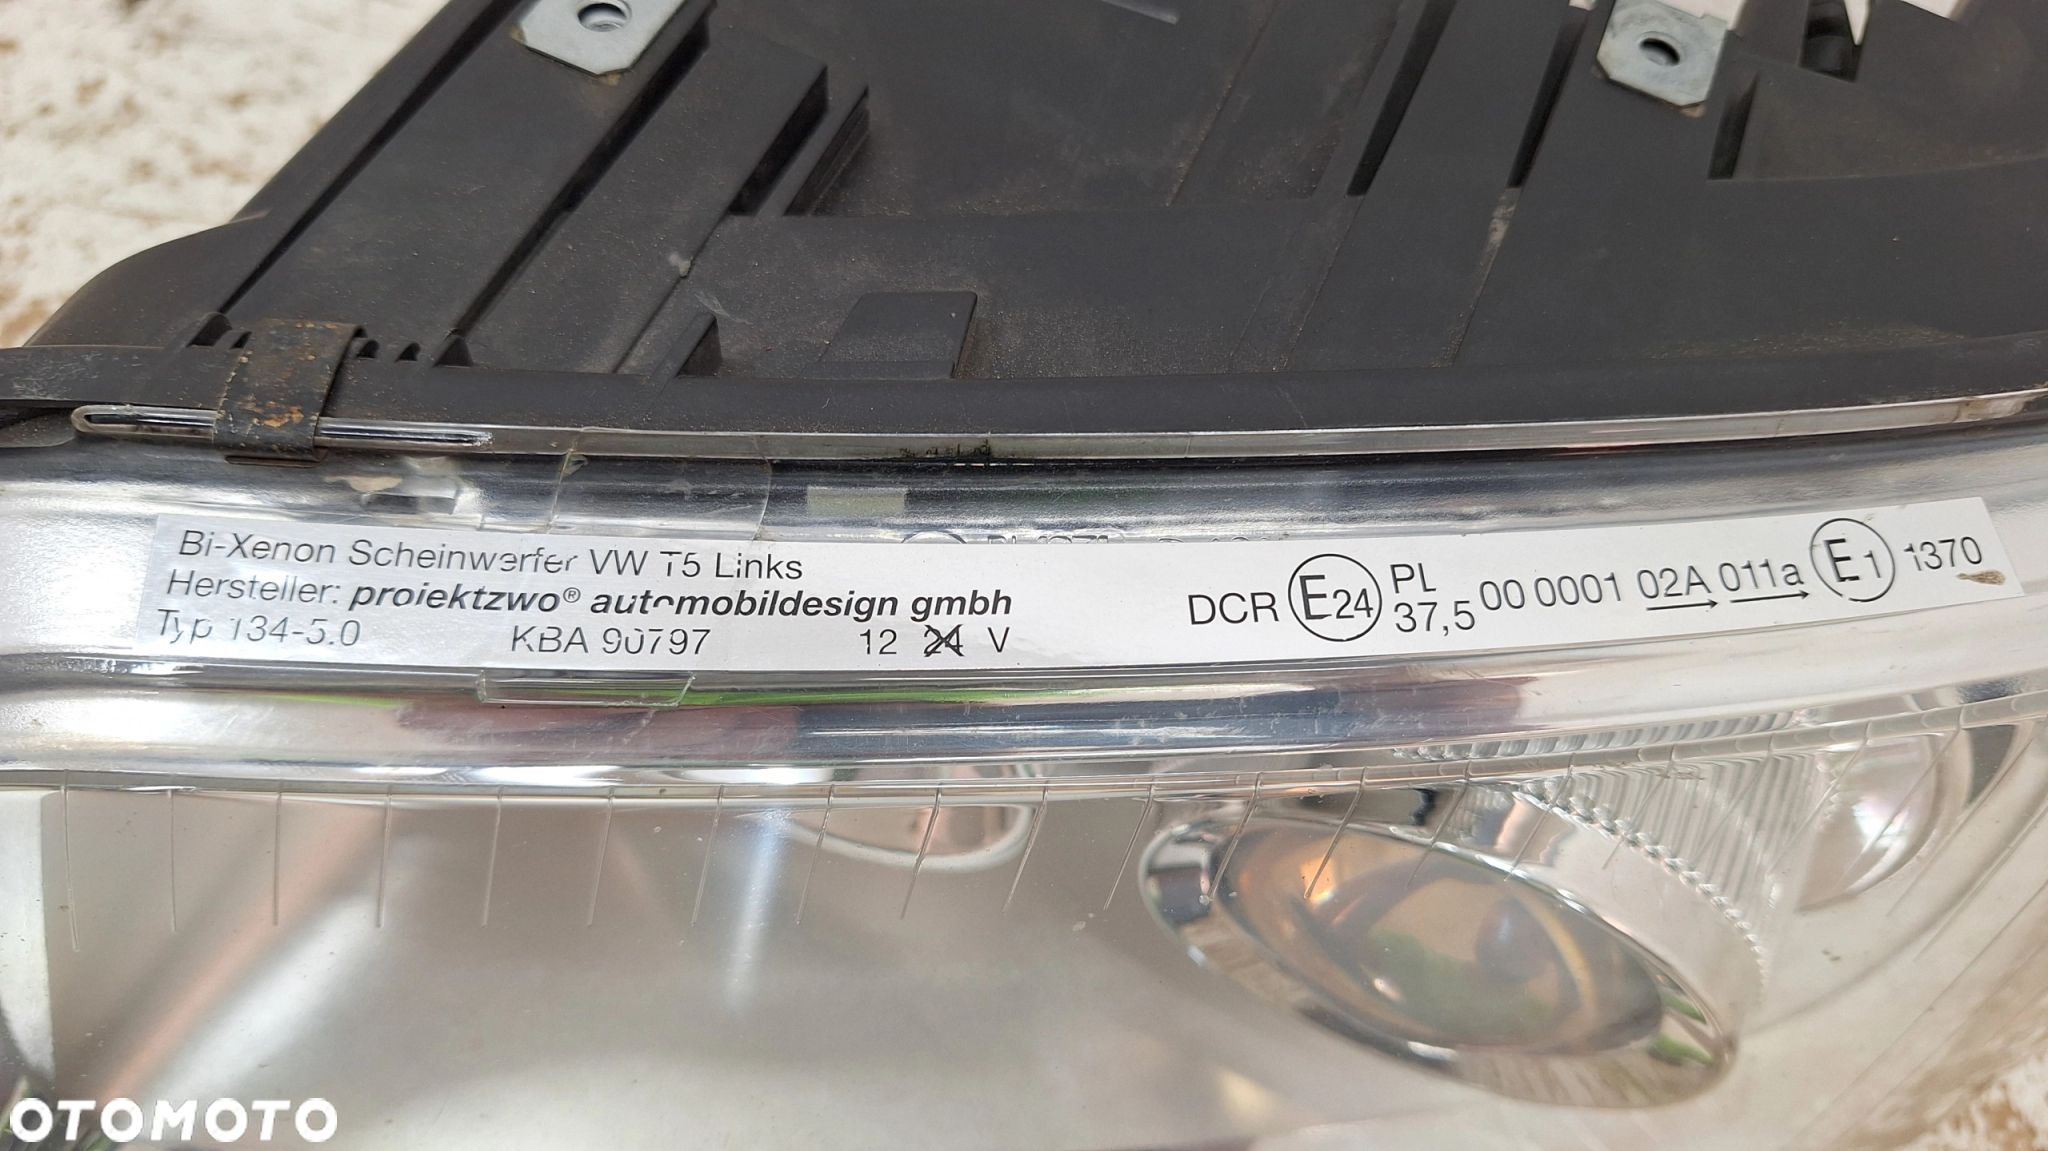 Bi-Xenon Scheinwerfer VW T5 Links
Hersteller: projektzwo® automobildesign gmbh
Typ 134-5.0 KBA 90797 12 24 V
DCR E24 PL 37,5 00 0001 02A 011a E1 1370
OTOMOTO